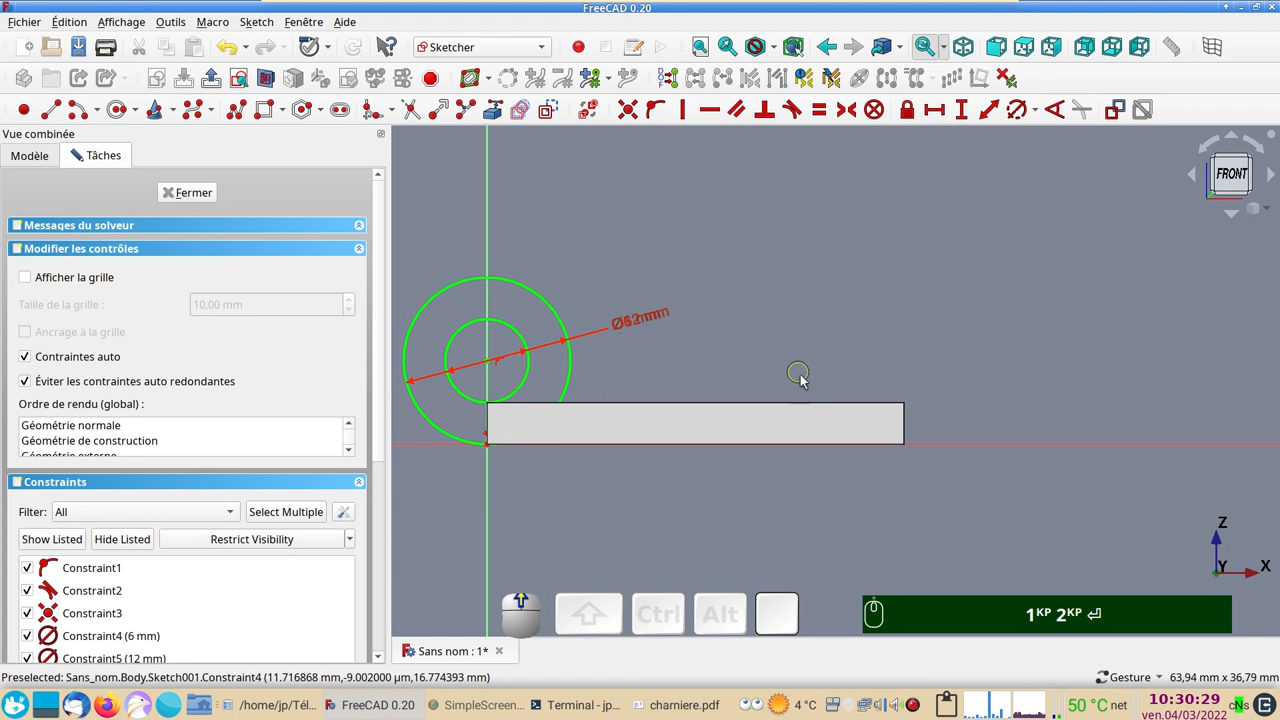 FreeCAD 0.20
Fichier Édition Affichage Outils Macro Sketch Fenêtre Aide
Sketcher
Vue combinée
Modèle Tâches
Fermer
Messages du solveur
Modifier les contrôles
Afficher la grille
Taille de la grille : 10,00 mm
Ancrage à la grille
Contraintes auto
Éviter les contraintes auto redondantes
Ordre de rendu (global) :
Géométrie normale
Géométrie de construction
Géométrie externe
Constraints
Filter: All Select Multiple
Show Listed Hide Listed Restrict Visibility
Constraint1
Constraint2
Constraint3
Constraint4 (6 mm)
Constraint5 (12 mm)
FRONT
Z
Y X
Ctrl Alt
1ᴷᴾ 2ᴷᴾ ⏎
Sans nom : 1*
Preselected: Sans_nom.Body.Sketch001.Constraint4 (11.716868 mm,-9.002000 µm,16.774393 mm)
Gesture 63,94 mm x 36,79 mm
/home/jp/Tél... FreeCAD 0.20 SimpleScreen... Terminal - jp... charniere.pdf 4°C 50 °C net 10:30:29
ven.04/03/2022